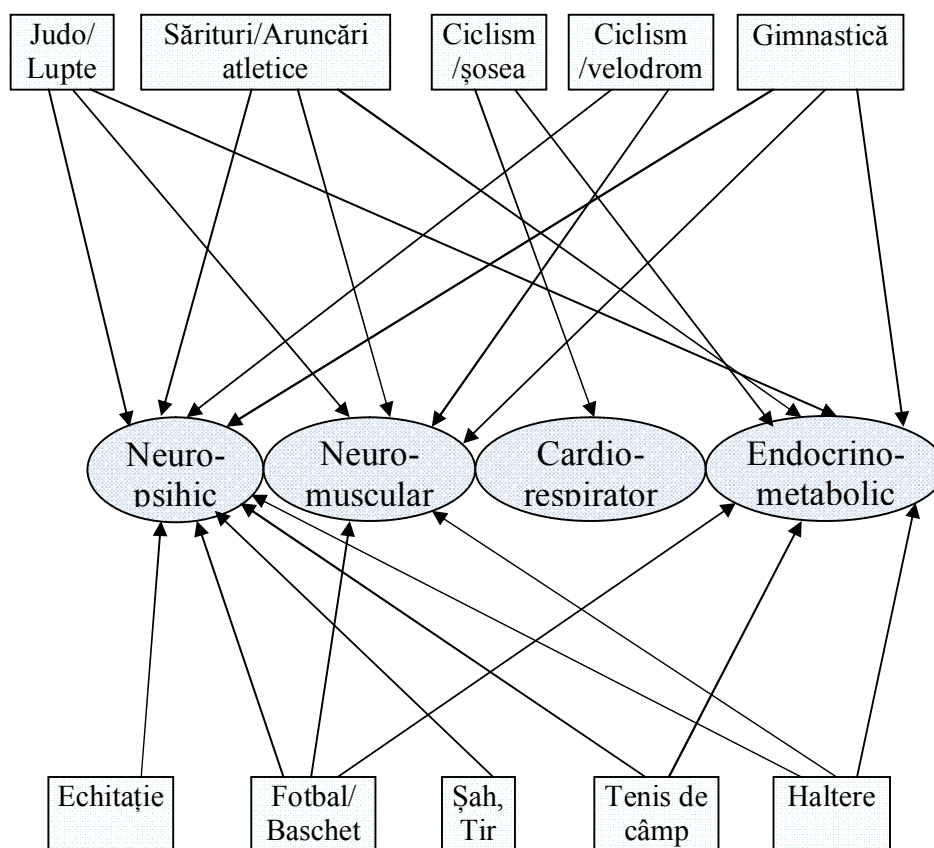 Judo/
Lupte
Sărituri/Aruncări
atletice
Ciclism
/șosea
Ciclism
/velodrom
Gimnastică
Neuro-
psihic
Neuro-
muscular
Cardio-
respirator
Endocrino-
metabolic
Echitație
Fotbal/
Baschet
Șah,
Tir
Tenis de
câmp
Haltere